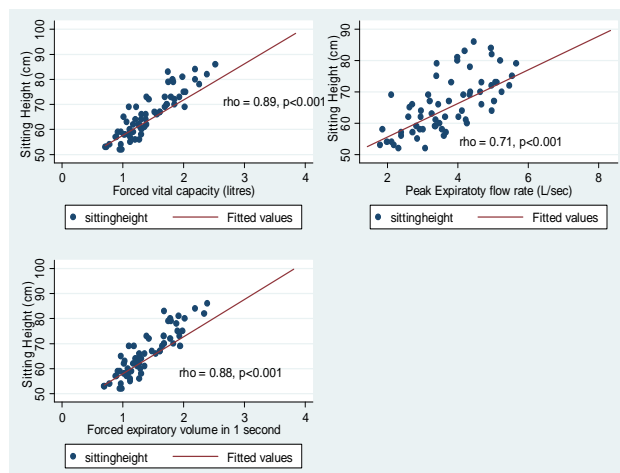 Sitting Height (cm)
100
90
80
70
60
50
rho = 0.89, p<0.001
0 1 2 3 4
Forced vital capacity (litres)
sittingheight Fitted values
Sitting Height (cm)
90
80
70
60
50
rho = 0.71, p<0.001
2 4 6 8
Peak Expiratoty flow rate (L/sec)
sittingheight Fitted values
Sitting Height (cm)
100
90
80
70
60
50
rho = 0.88, p<0.001
0 1 2 3 4
Forced expiratory volume in 1 second
sittingheight Fitted values